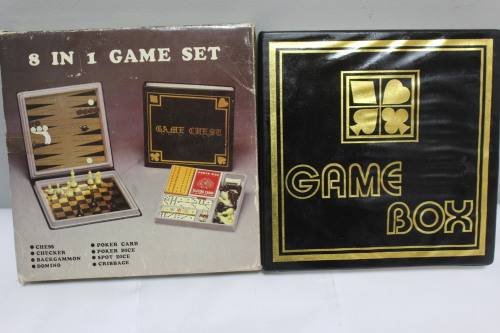 8 IN 1 GAME SET
GAME CHEST
CHESS
CHECKER
BACKGAMMON
DOMINO
POKER CARD
POKER DICE
SPOT DICE
CRIBBAGE
GAME
BOX